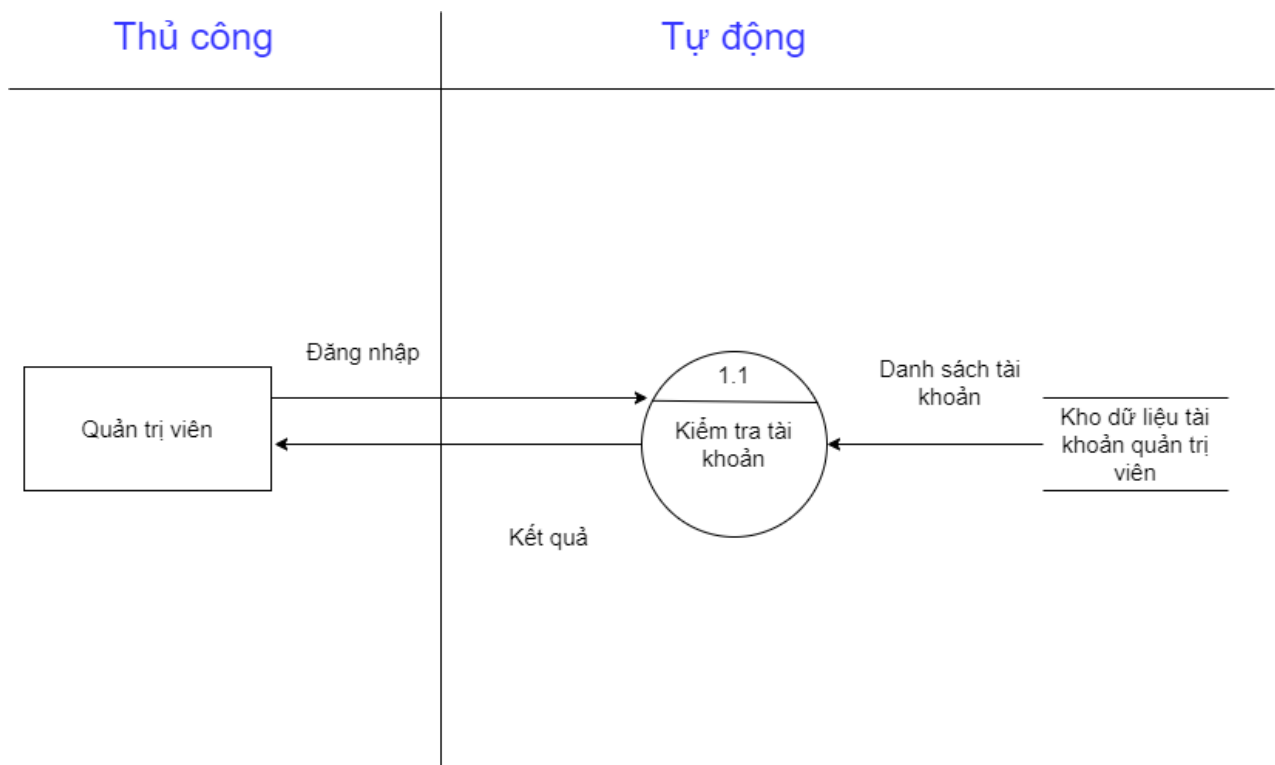 Thủ công
Tự động
Đăng nhập
Quản trị viên
1.1
Kiểm tra tài
khoản
Danh sách tài
khoản
Kho dữ liệu tài
khoản quản trị
viên
Kết quả